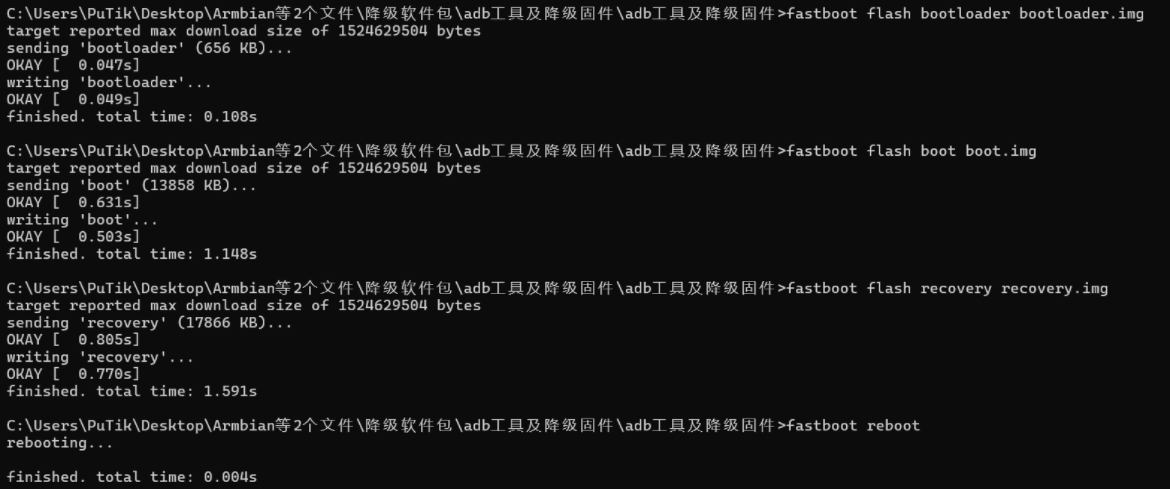 C:\Users\PuTik\Desktop\Armbian等2个文件\降级软件包\adb工具及降级固件\adb工具及降级固件>fastboot flash bootloader bootloader.img
target reported max download size of 1524629504 bytes
sending 'bootloader' (656 KB)...
OKAY [  0.047s]
writing 'bootloader'...
OKAY [  0.049s]
finished. total time: 0.108s
C:\Users\PuTik\Desktop\Armbian等2个文件\降级软件包\adb工具及降级固件\adb工具及降级固件>fastboot flash boot boot.img
target reported max download size of 1524629504 bytes
sending 'boot' (13858 KB)...
OKAY [  0.631s]
writing 'boot'...
OKAY [  0.503s]
finished. total time: 1.148s
C:\Users\PuTik\Desktop\Armbian等2个文件\降级软件包\adb工具及降级固件\adb工具及降级固件>fastboot flash recovery recovery.img
target reported max download size of 1524629504 bytes
sending 'recovery' (17866 KB)...
OKAY [  0.805s]
writing 'recovery'...
OKAY [  0.770s]
finished. total time: 1.591s
C:\Users\PuTik\Desktop\Armbian等2个文件\降级软件包\adb工具及降级固件\adb工具及降级固件>fastboot reboot
rebooting...
finished. total time: 0.004s